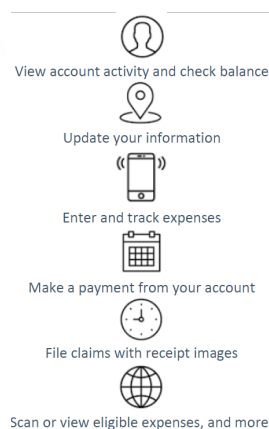 View account activity and check balance
Update your information
Enter and track expenses
Make a payment from your account
File claims with receipt images
Scan or view eligible expenses, and more